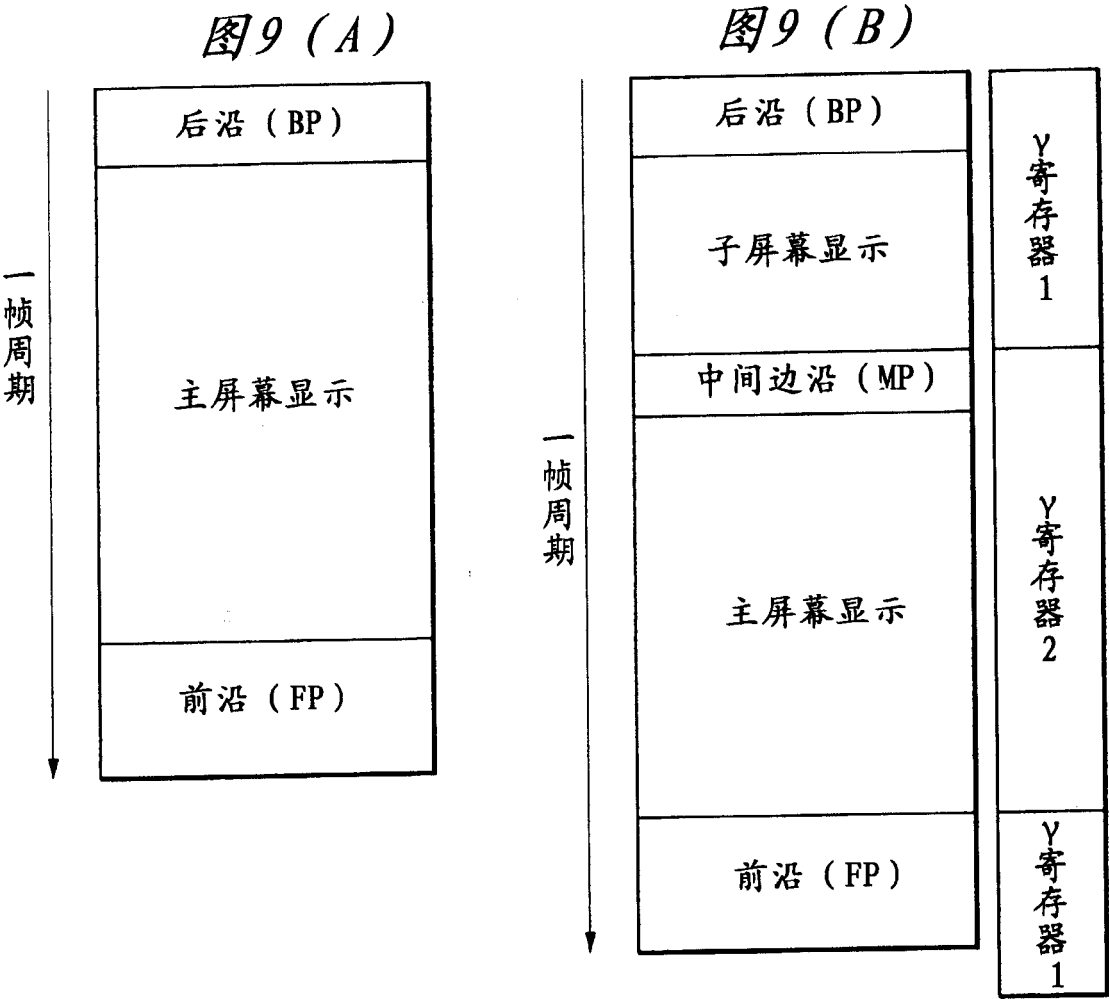 图9（A）
后沿（BP）
主屏幕显示
前沿（FP）
一帧周期
图9（B）
后沿（BP）
子屏幕显示
中间边沿（MP）
主屏幕显示
前沿（FP）
一帧周期
γ寄存器1
γ寄存器2
γ寄存器1